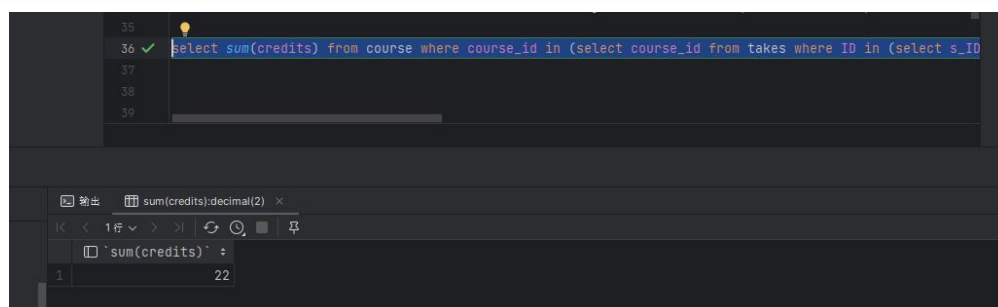 35
36 select sum(credits) from course where course_id in (select course_id from takes where ID in (select s_ID
37
38
39
输出 sum(credits):decimal(2) ×
1行
`sum(credits)`
1 22